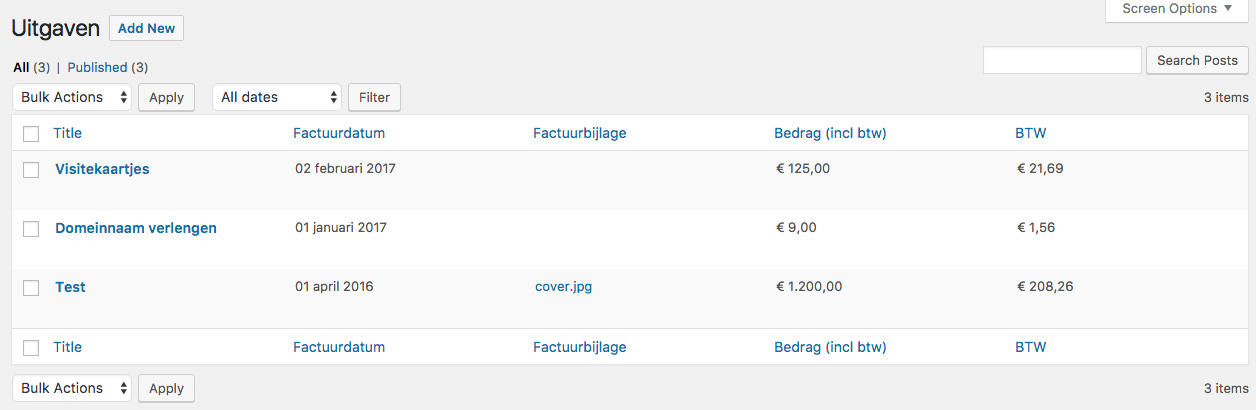 Screen Options ▼
Uitgaven Add New
All (3) | Published (3)
Search Posts
Bulk Actions Apply All dates Filter 3 items
Title Factuurdatum Factuurbijlage Bedrag (incl btw) BTW
Visitekaartjes 02 februari 2017 € 125,00 € 21,69
Domeinnaam verlengen 01 januari 2017 € 9,00 € 1,56
Test 01 april 2016 cover.jpg € 1.200,00 € 208,26
Title Factuurdatum Factuurbijlage Bedrag (incl btw) BTW
Bulk Actions Apply 3 items